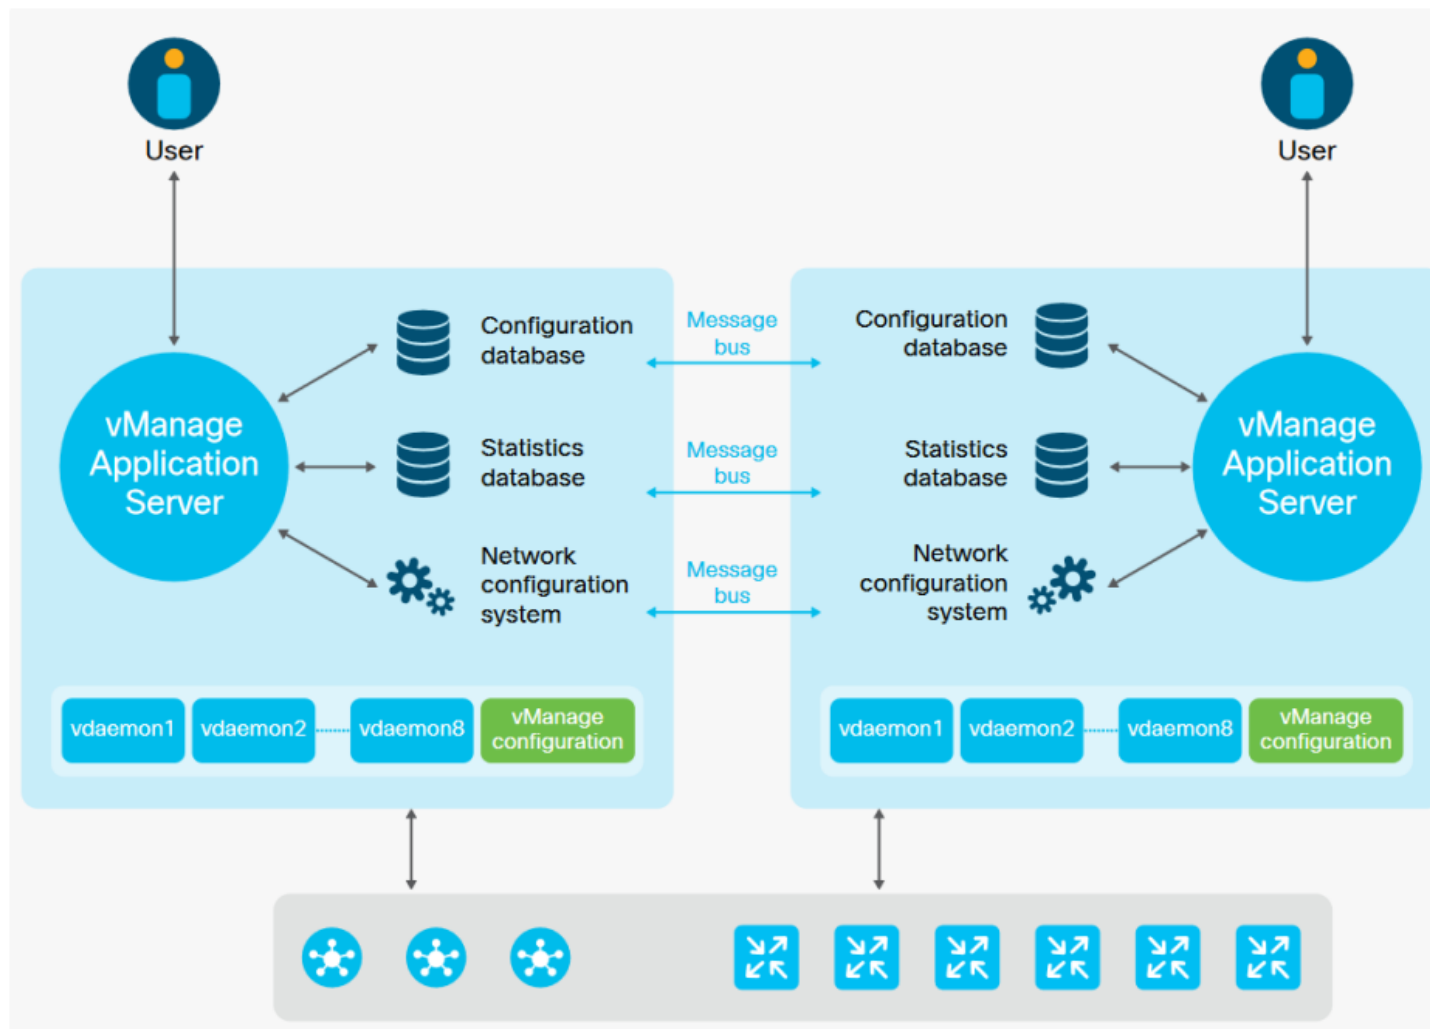 User
User
Configuration
database
Message
bus
Configuration
database
vManage
Application
Server
Statistics
database
Message
bus
Statistics
database
vManage
Application
Server
Network
configuration
system
Message
bus
Network
configuration
system
vdaemon1
vdaemon2
vdaemon8
vManage
configuration
vdaemon1
vdaemon2
vdaemon8
vManage
configuration